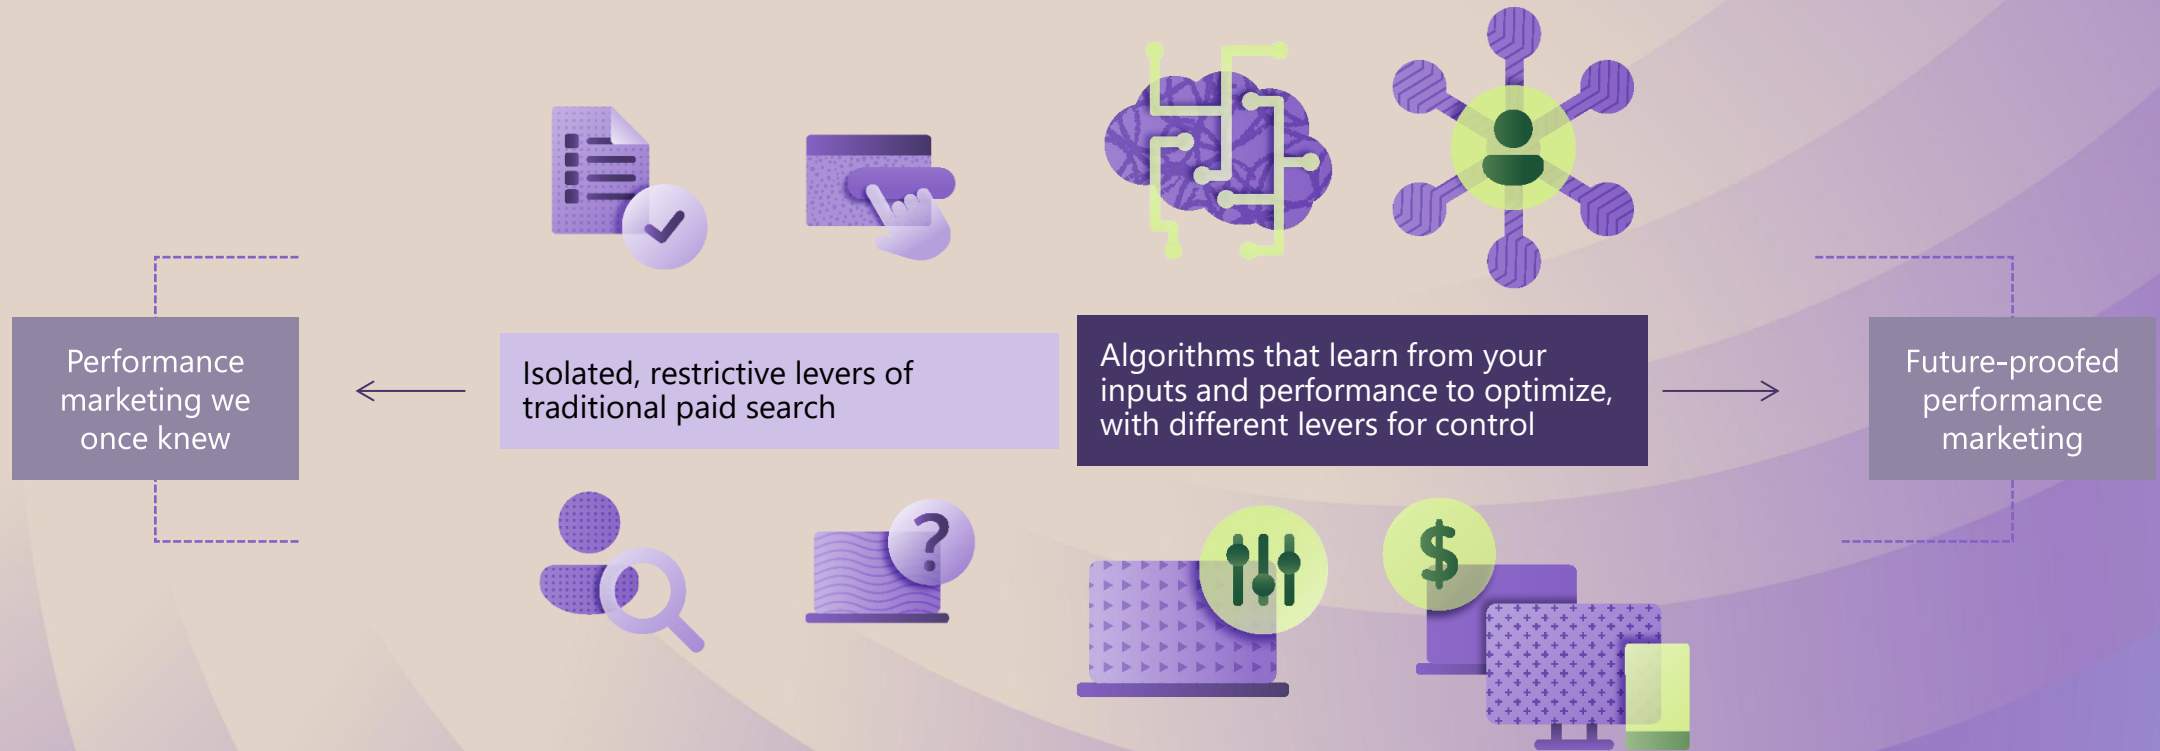 Performance
marketing we
once knew
Isolated, restrictive levers of
traditional paid search
Algorithms that learn from your
inputs and performance to optimize,
with different levers for control
Future-proofed
performance
marketing
?
$